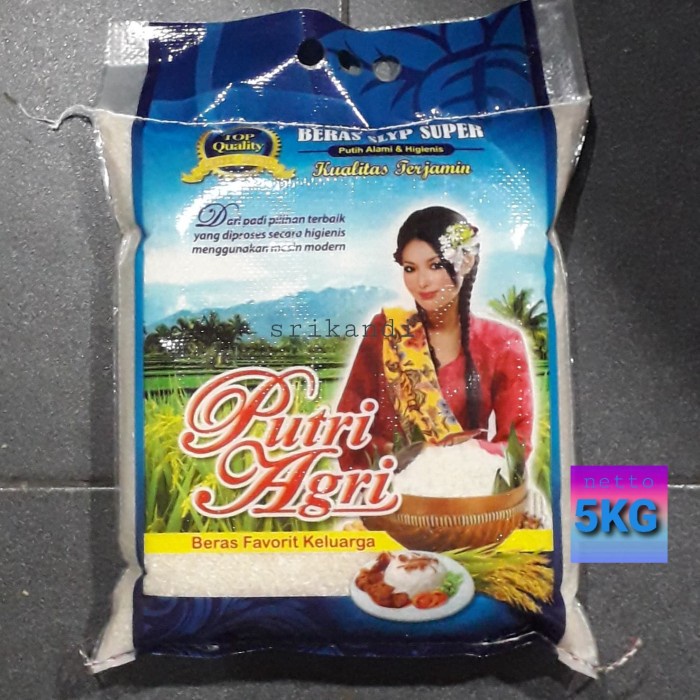 BERAS SLYP SUPER
TOP
Quality
Putih Alami & Higienis
Kualitas Terjamin
Dari padi pilihan terbaik
yang diproses secara higienis
menggunakan mesin modern
srikandi
Putri
Agri
netto
5KG
Beras Favorit Keluarga